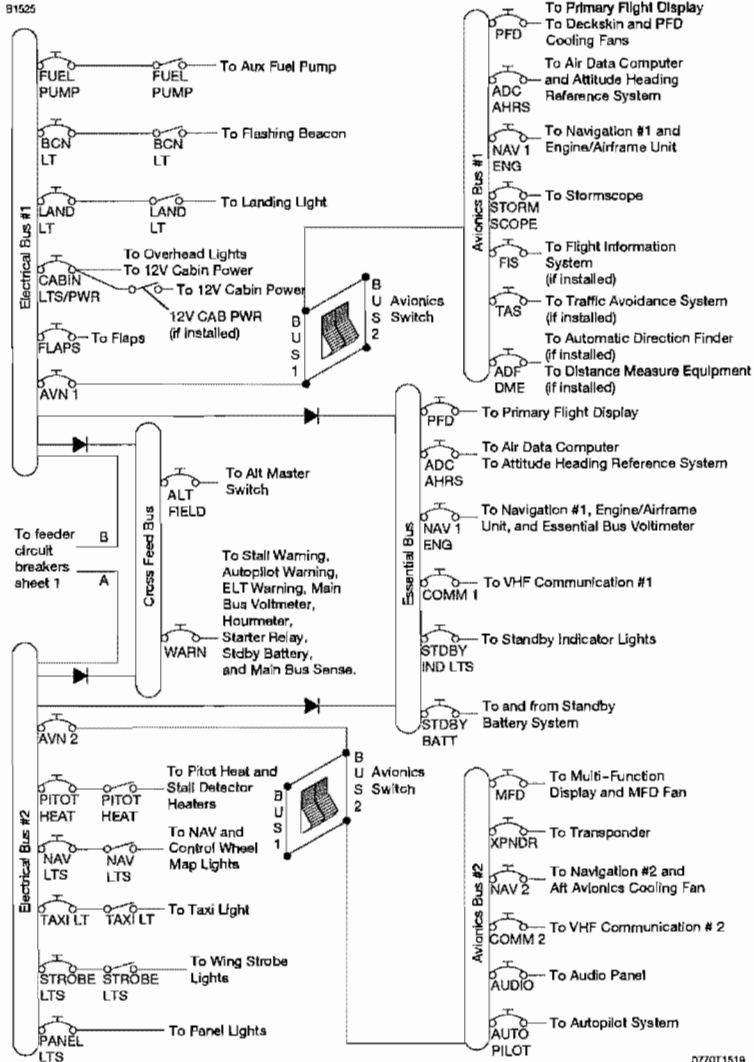 B1525
Electrical Bus #1
FUEL
PUMP
FUEL
PUMP
To Aux Fuel Pump
BCN
LT
BCN
LT
To Flashing Beacon
LAND
LT
LAND
LT
To Landing Light
CABIN
LTS/PWR
To Overhead Lights
To 12V Cabin Power
To 12V Cabin Power
12V CAB PWR
(if installed)
FLAPS
To Flaps
AVN 1
BUS 1
BUS 2
Avionics
Switch
Avionics Bus #1
PFD
To Primary Flight Display
To Deckskin and PFD
Cooling Fans
ADC
AHRS
To Air Data Computer
and Attitude Heading
Reference System
NAV 1
ENG
To Navigation #1 and
Engine/Airframe Unit
STORM
SCOPE
To Stormscope
FIS
To Flight Information
System
(if installed)
TAS
To Traffic Avoidance System
(if installed)
ADF
DME
To Automatic Direction Finder
(if installed)
To Distance Measure Equipment
(if installed)
To feeder
circuit
breakers
sheet 1
B
A
Cross Feed Bus
ALT
FIELD
To Alt Master
Switch
WARN
To Stall Warning,
Autopilot Warning,
ELT Warning, Main
Bus Voltmeter,
Hourmeter,
Starter Relay,
Stdby Battery,
and Main Bus Sense.
Essential Bus
PFD
To Primary Flight Display
ADC
AHRS
To Air Data Computer
To Attitude Heading Reference System
NAV 1
ENG
To Navigation #1, Engine/Airframe
Unit, and Essential Bus Voltimeter
COMM 1
To VHF Communication #1
STDBY
IND LTS
To Standby Indicator Lights
STDBY
BATT
To and from Standby
Battery System
Electrical Bus #2
AVN 2
PITOT
HEAT
PITOT
HEAT
To Pitot Heat and
Stall Detector
Heaters
NAV
LTS
NAV
LTS
To NAV and
Control Wheel
Map Lights
TAXI LT
TAXI LT
To Taxi Light
STROBE
LTS
STROBE
LTS
To Wing Strobe
Lights
PANEL
LTS
To Panel Lights
BUS 1
BUS 2
Avionics
Switch
Avionics Bus #2
MFD
To Multi-Function
Display and MFD Fan
XPNDR
To Transponder
NAV 2
To Navigation #2 and
Aft Avionics Cooling Fan
COMM 2
To VHF Communication # 2
AUDIO
To Audio Panel
AUTO
PILOT
To Autopilot System
0770T1519